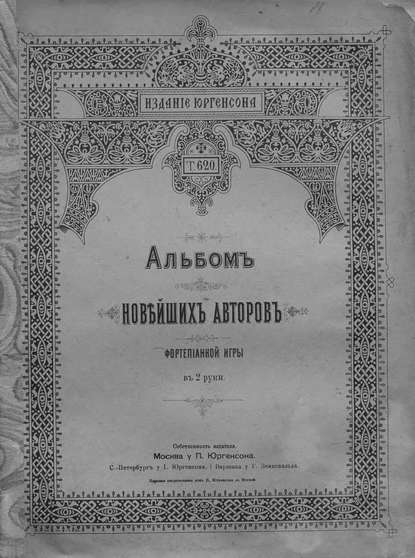 ИЗДАНІЕ ЮРГЕНСОНА
Т. 620.
АЛЬБОМЪ
НОВѢЙШИХЪ АВТОРОВЪ
ФОРТЕПІАННОЙ ИГРЫ
въ 2 руки.
Собственность издателя.
Москва у П. Юргенсона.
С.-Петербургъ у І. Юргенсона. | Варшава у Г. Зенневальда.